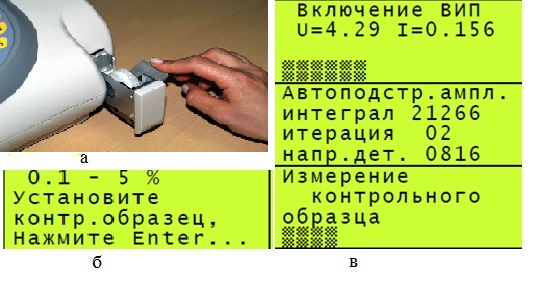 а
0.1 - 5 %
Установите
контр.образец,
Нажмите Enter...
б
Включение ВИП
U=4.29 I=0.156
Автоподстр.ампл.
интеграл 21266
итерация 02
напр.дет. 0816
Измерение
контрольного
образца
в